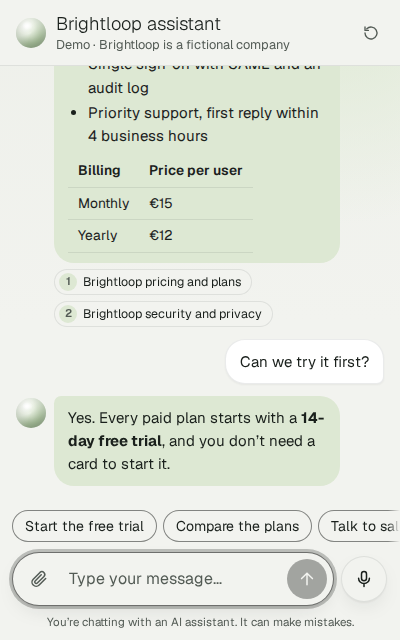 Brightloop assistant
Demo · Brightloop is a fictional company
Single sign-on with SAML and an
audit log
• Priority support, first reply within
4 business hours
Billing Price per user
Monthly €15
Yearly €12
1 Brightloop pricing and plans
2 Brightloop security and privacy
Can we try it first?
Yes. Every paid plan starts with a 14-
day free trial, and you don’t need a
card to start it.
Start the free trial
Compare the plans
Talk to
Type your message...
You’re chatting with an AI assistant. It can make mistakes.